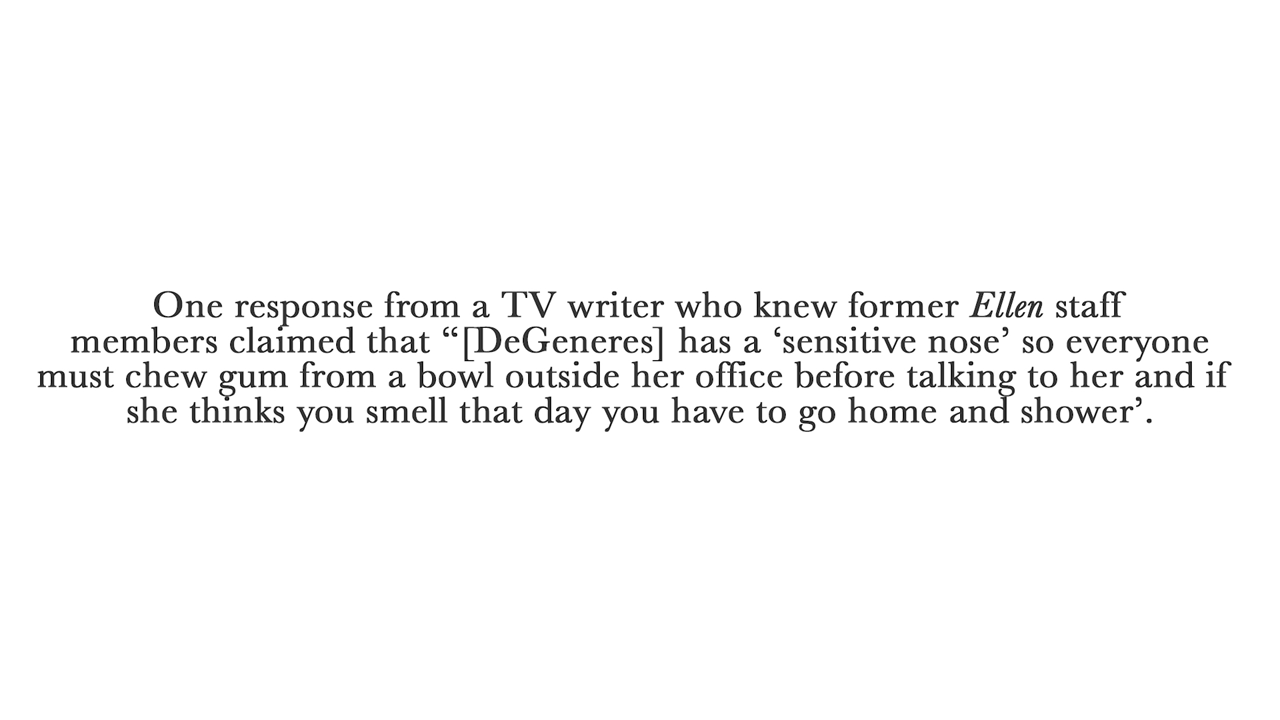 One response from a TV writer who knew former Ellen staff
members claimed that “[DeGeneres] has a ‘sensitive nose’ so everyone
must chew gum from a bowl outside her office before talking to her and if
she thinks you smell that day you have to go home and shower’.